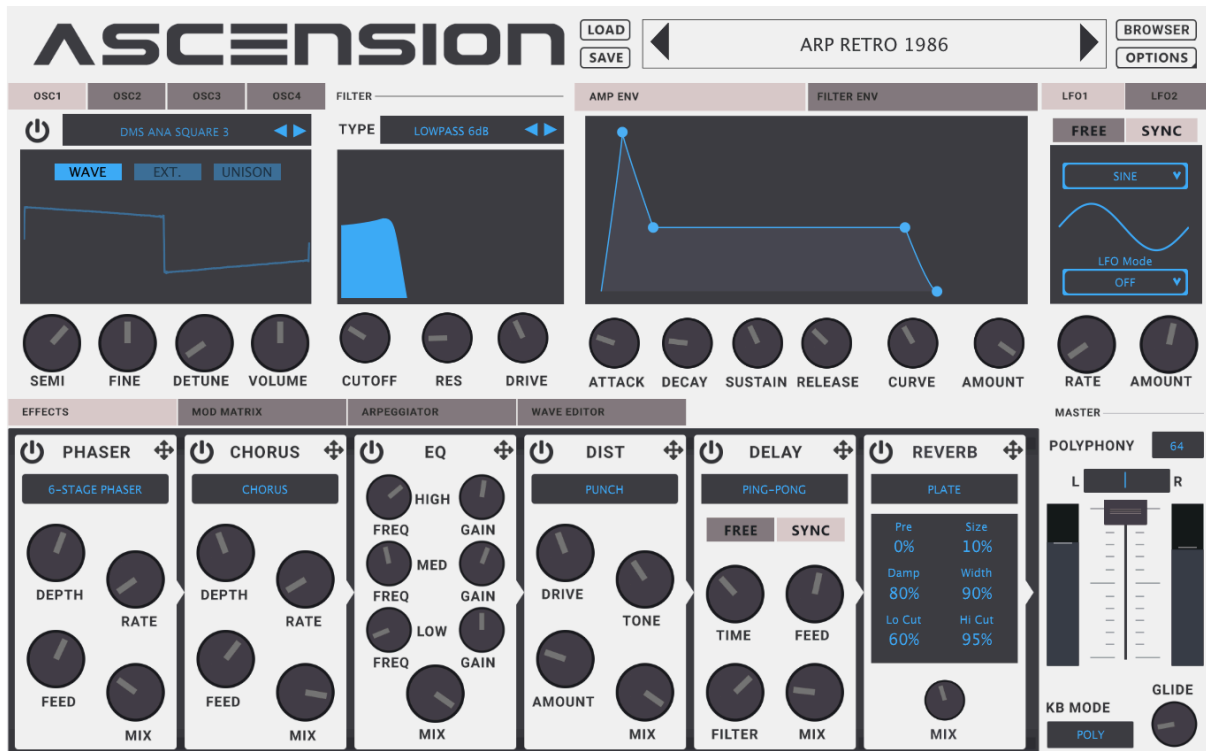 ASCENSION
LOAD
SAVE
ARP RETRO 1986
BROWSER
OPTIONS
OSC1 OSC2 OSC3 OSC4
FILTER
AMP ENV FILTER ENV
LFO1 LFO2
DMS ANA SQUARE 3
TYPE LOWPASS 6dB
FREE SYNC
WAVE EXT. UNISON
SINE
LFO Mode
OFF
SEMI FINE DETUNE VOLUME
CUTOFF RES DRIVE
ATTACK DECAY SUSTAIN RELEASE CURVE AMOUNT
RATE AMOUNT
EFFECTS MOD MATRIX ARPEGGIATOR WAVE EDITOR
PHASER
6-STAGE PHASER
DEPTH
RATE
FEED
MIX
CHORUS
CHORUS
DEPTH
RATE
FEED
MIX
EQ
HIGH
FREQ GAIN
MED
FREQ GAIN
LOW
FREQ GAIN
MIX
DIST
PUNCH
DRIVE
TONE
AMOUNT
MIX
DELAY
PING-PONG
FREE SYNC
TIME FEED
FILTER MIX
REVERB
PLATE
Pre Size
0% 10%
Damp Width
80% 90%
Lo Cut Hi Cut
60% 95%
MIX
MASTER
POLYPHONY 64
L R
KB MODE GLIDE
POLY